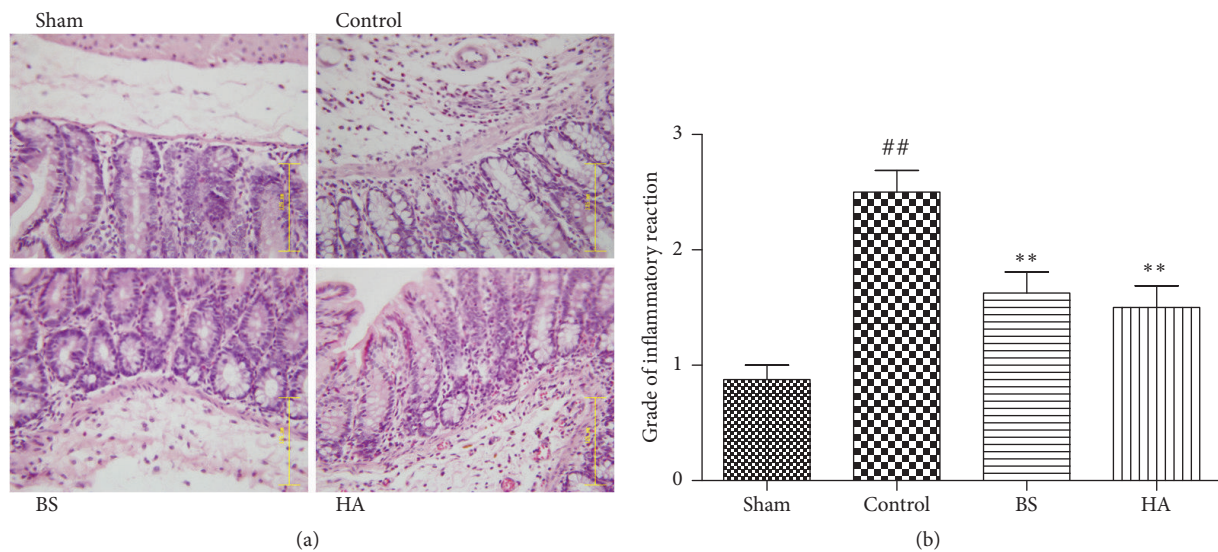 Sham
Control
BS
HA
(a)
Grade of inflammatory reaction
3
2
1
0
##
**
**
Sham
Control
BS
HA
(b)